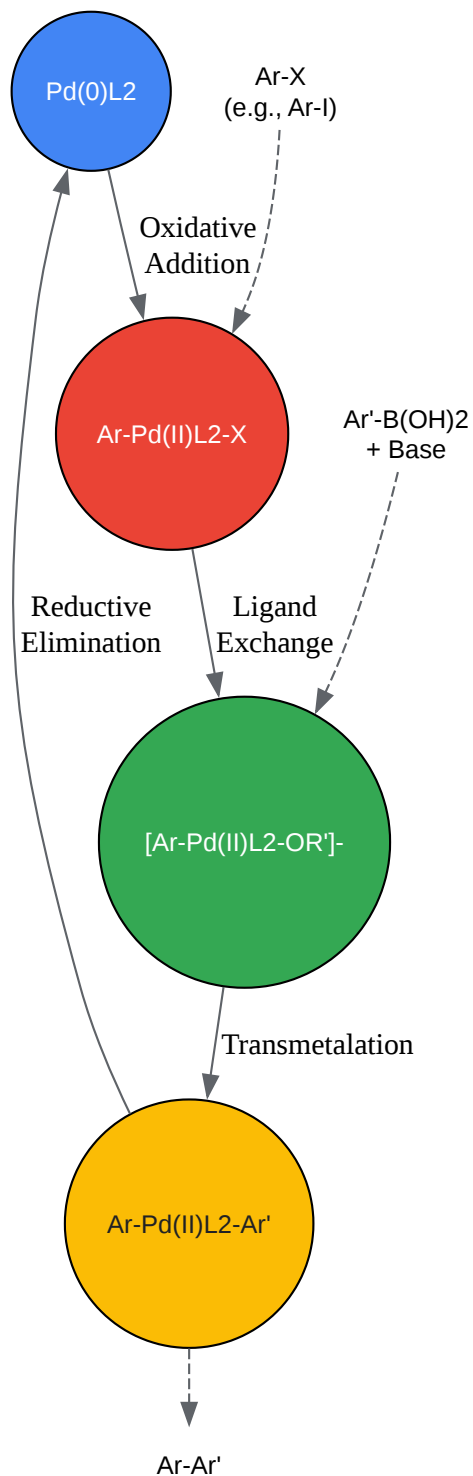 Pd(0)L2
Ar-X
(e.g., Ar-I)
Oxidative
Addition
Ar-Pd(II)L2-X
Ar'-B(OH)2
+ Base
Reductive
Elimination
Ligand
Exchange
[Ar-Pd(II)L2-OR']-
Transmetalation
Ar-Pd(II)L2-Ar'
Ar-Ar'